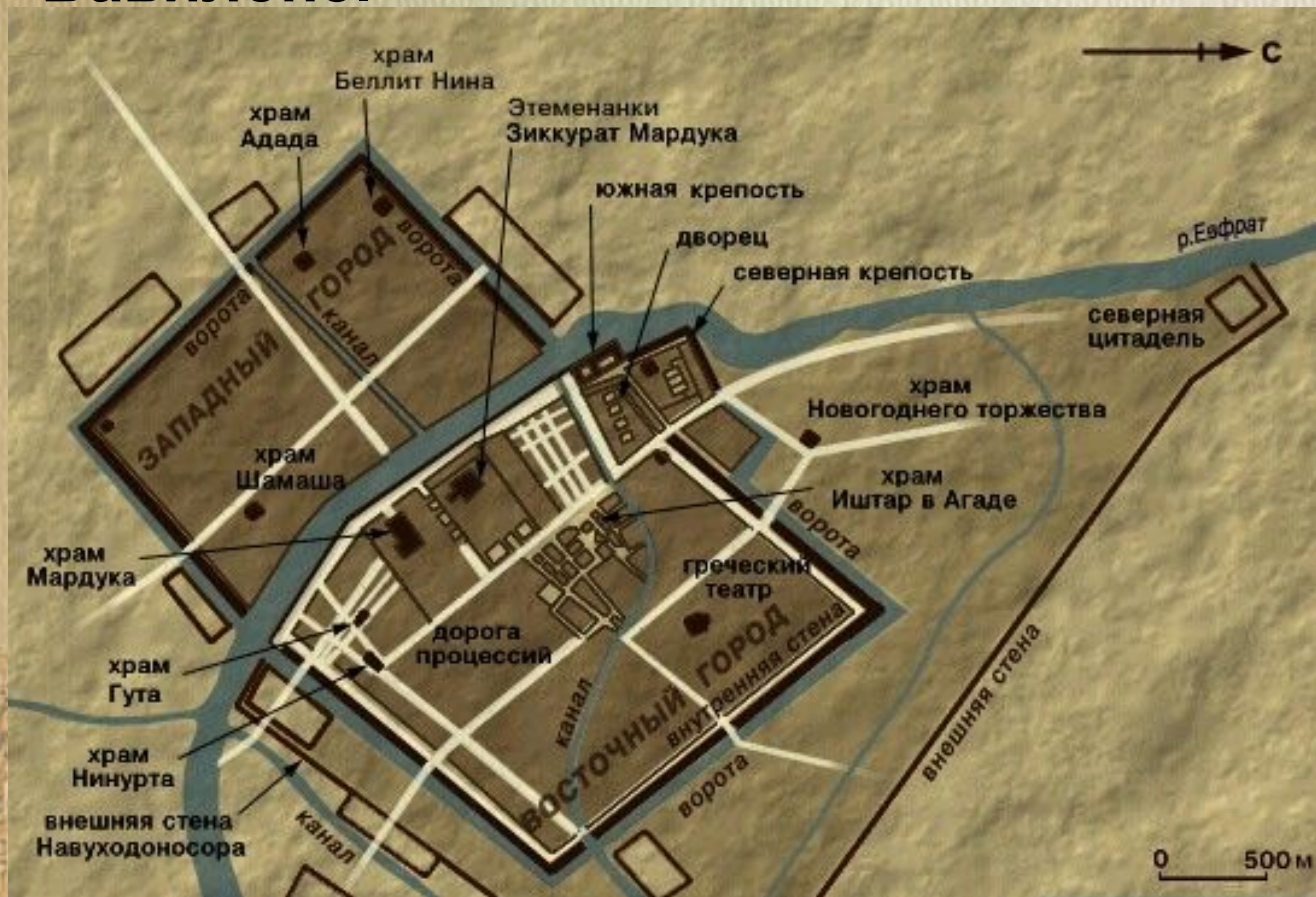 С
храм
Беллит Нина
храм
Адада
Этеменанки
Зиккурат Мардука
южная крепость
дворец
северная крепость
р.Евфрат
северная
цитадель
ворота
ворота
ЗАПАДНЫЙ
ГОРОД
канал
храм
Новогоднего торжества
храм
Шамаша
храм
Иштар в Агаде
ворота
храм
Мардука
греческий
театр
дорога
процессий
храм
Гута
ВОСТОЧНЫЙ ГОРОД
внутренняя стена
канал
внешняя стена
храм
Нинурта
ворота
внешняя стена
Навуходоносора
канал
0 500 м